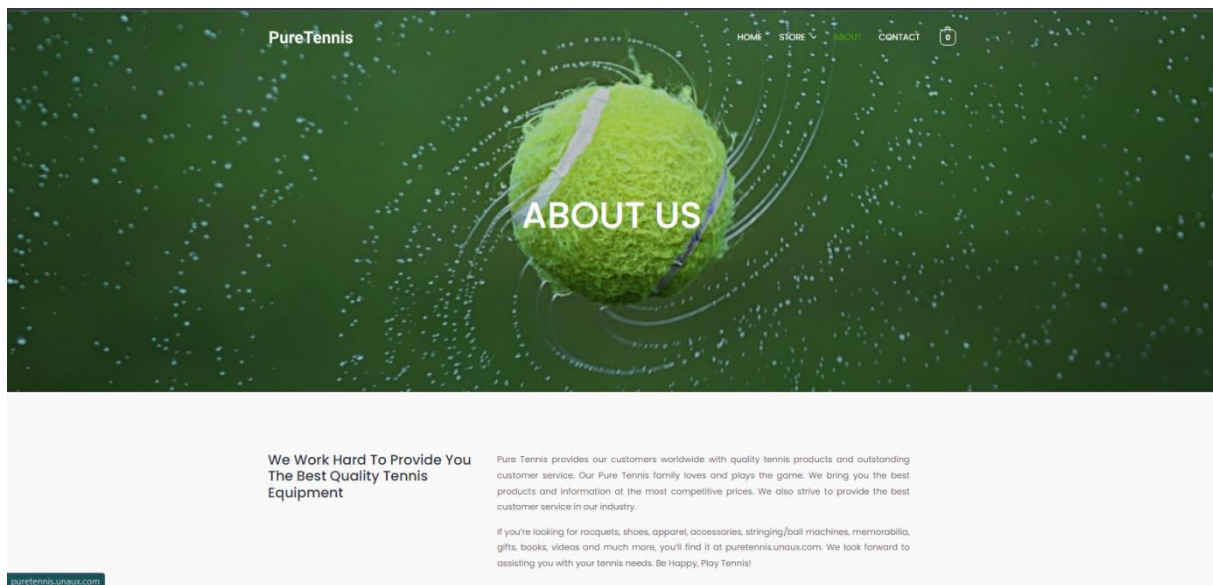 PureTennis
HOME STORE ABOUT CONTACT 0
ABOUT US
We Work Hard To Provide You
The Best Quality Tennis
Equipment
Pure Tennis provides our customers worldwide with quality tennis products and outstanding
customer service. Our Pure Tennis family loves and plays the game. We bring you the best
products and information at the most competitive prices. We also strive to provide the best
customer service in our industry.
If you're looking for racquets, shoes, apparel, accessories, stringing/ball machines, memorabilia,
gifts, books, videos and much more, you'll find it at puretennis.unaux.com. We look forward to
assisting you with your tennis needs. Be Happy, Play Tennis!
puretennis.unaux.com